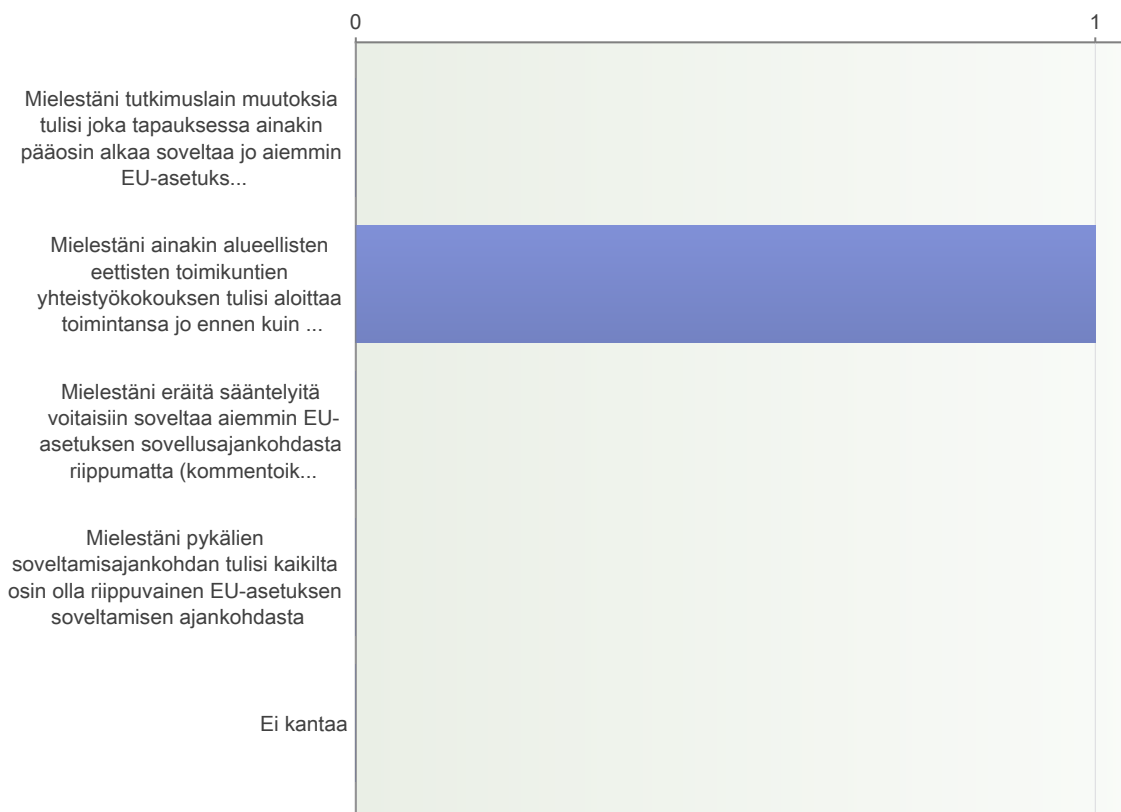 0 1
Mielestäni tutkimuslain muutoksia
tulisi joka tapauksessa ainakin
pääosin alkaa soveltaa jo aiemmin
EU-asetuks...
Mielestäni ainakin alueellisten
eettisten toimikuntien
yhteistyökokouksen tulisi aloittaa
toimintansa jo ennen kuin ...
Mielestäni eräitä sääntelyitä
voitaisiin soveltaa aiemmin EU-
asetuksen sovellusajankohdasta
riippumatta (kommentoik...
Mielestäni pykälien
soveltamisajankohdan tulisi kaikilta
osin olla riippuvainen EU-asetuksen
soveltamisen ajankohdasta
Ei kantaa